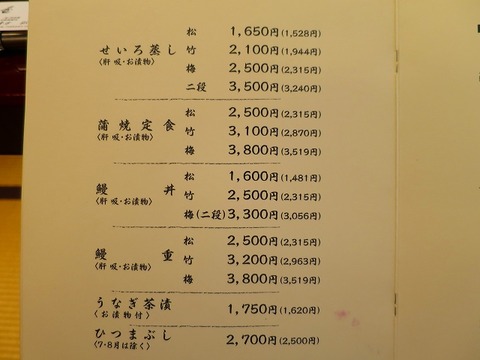 松 1,650円(1,528円)
せいろ蒸し 竹 2,100円(1,944円)
(肝吸・お漬物) 梅 2,500円(2,315円)
二段 3,500円(3,240円)
松 2,500円(2,315円)
蒲焼定食 竹 3,100円(2,870円)
(肝吸・お漬物) 梅 3,800円(3,519円)
松 1,600円(1,481円)
鰻丼 竹 2,500円(2,315円)
(肝吸・お漬物) 梅(二段) 3,300円(3,056円)
松 2,500円(2,315円)
鰻重 竹 3,200円(2,963円)
(肝吸・お漬物) 梅 3,800円(3,519円)
うなぎ茶漬 1,750円(1,620円)
(お漬物付)
ひつまぶし 2,700円(2,500円)
(7・8月は除く)